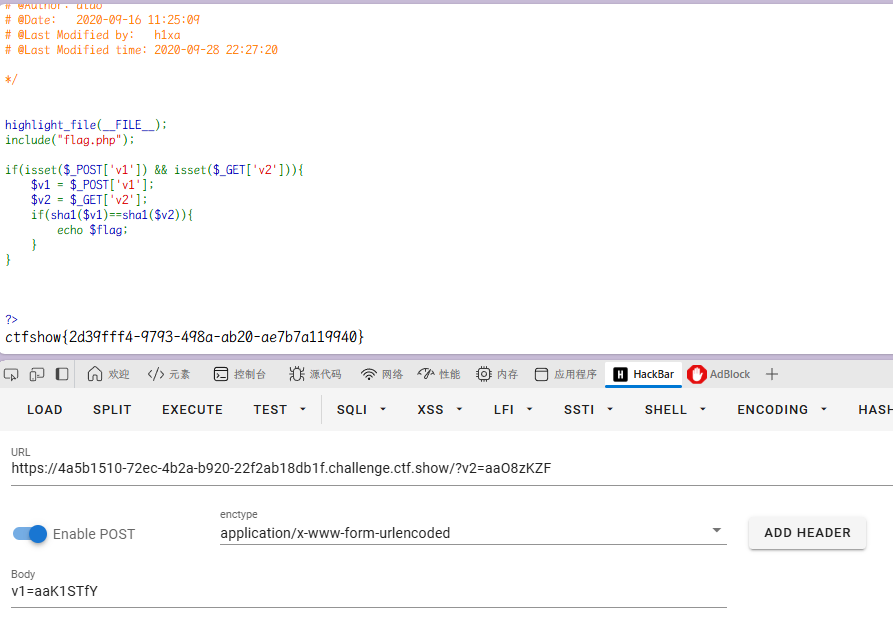 # @Author: atao
# @Date:   2020-09-16 11:25:09
# @Last Modified by:   h1xa
# @Last Modified time: 2020-09-28 22:27:20
*/
highlight_file(__FILE__);
include("flag.php");
if(isset($_POST['v1']) && isset($_GET['v2'])){
    $v1 = $_POST['v1'];
    $v2 = $_GET['v2'];
    if(sha1($v1)==sha1($v2)){
        echo $flag;
    }
}
?>
ctfshow{2d39fff4-9793-498a-ab20-ae7b7a119940}
欢迎 </> 元素 控制台 源代码 网络 性能 内存 应用程序 H HackBar AdBlock +
LOAD SPLIT EXECUTE TEST SQLI XSS LFI SSTI SHELL ENCODING HASH
URL
https://4a5b1510-72ec-4b2a-b920-22f2ab18db1f.challenge.ctf.show/?v2=aaO8zKZF
Enable POST
enctype
application/x-www-form-urlencoded
ADD HEADER
Body
v1=aaK1STfY